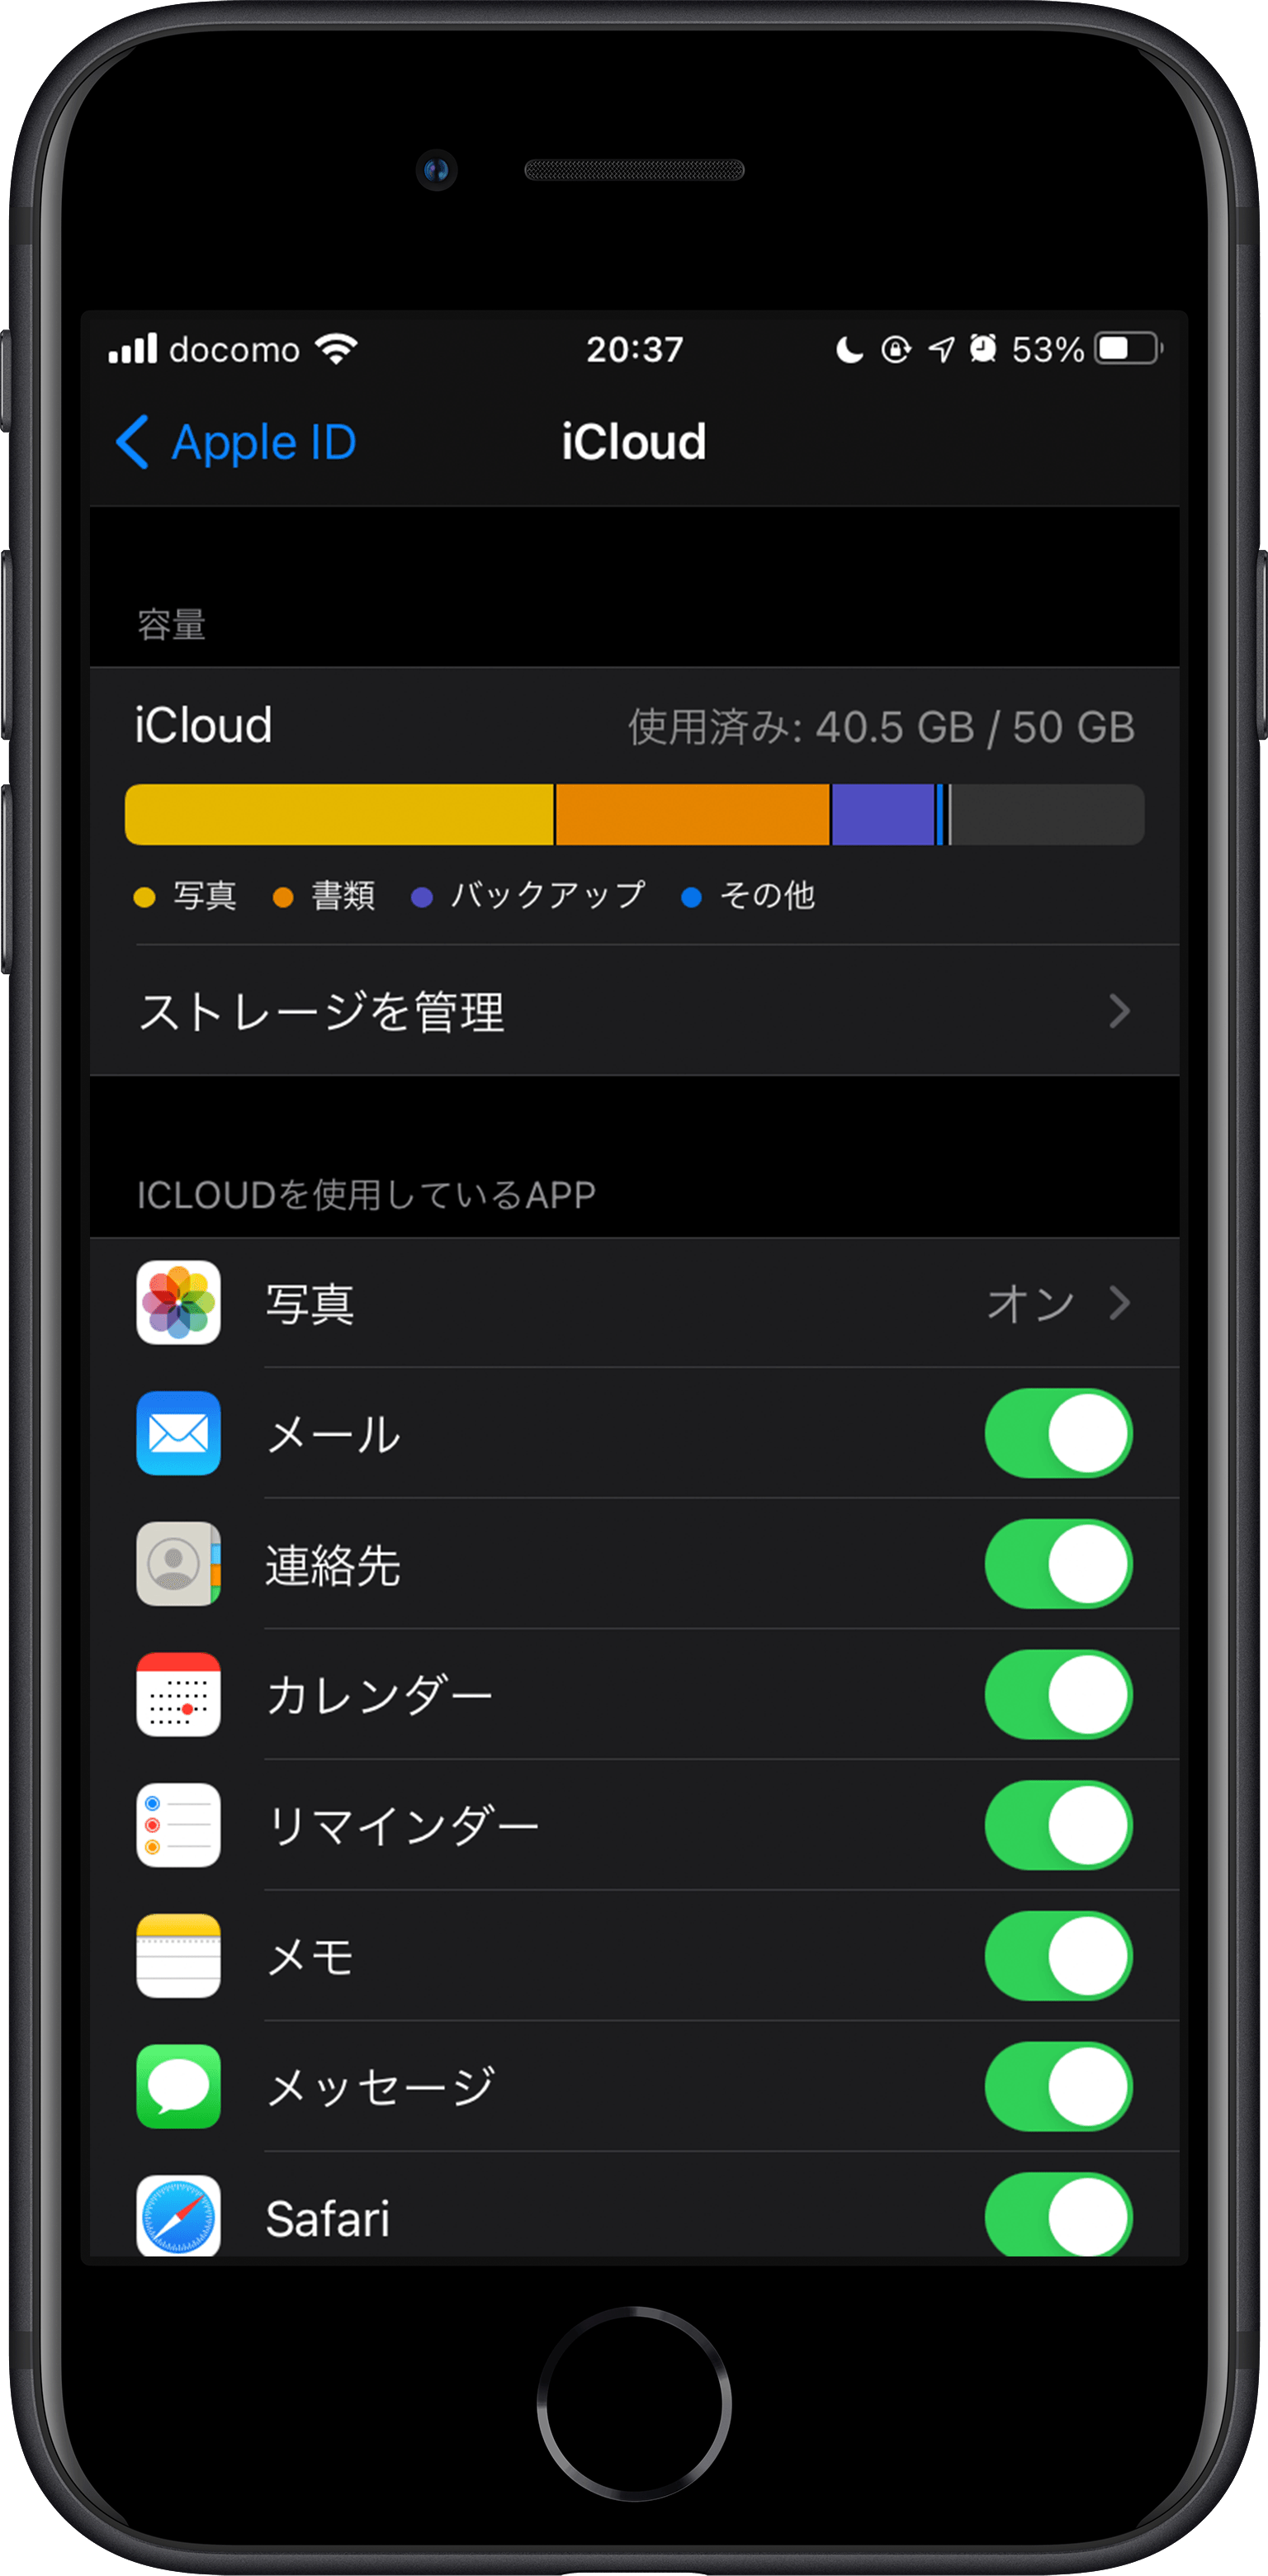 docomo 20:37 53%
Apple ID iCloud
容量
iCloud 使用済み: 40.5 GB / 50 GB
写真 書類 バックアップ その他
ストレージを管理
ICLOUDを使用しているAPP
写真 オン
メール
連絡先
カレンダー
リマインダー
メモ
メッセージ
Safari